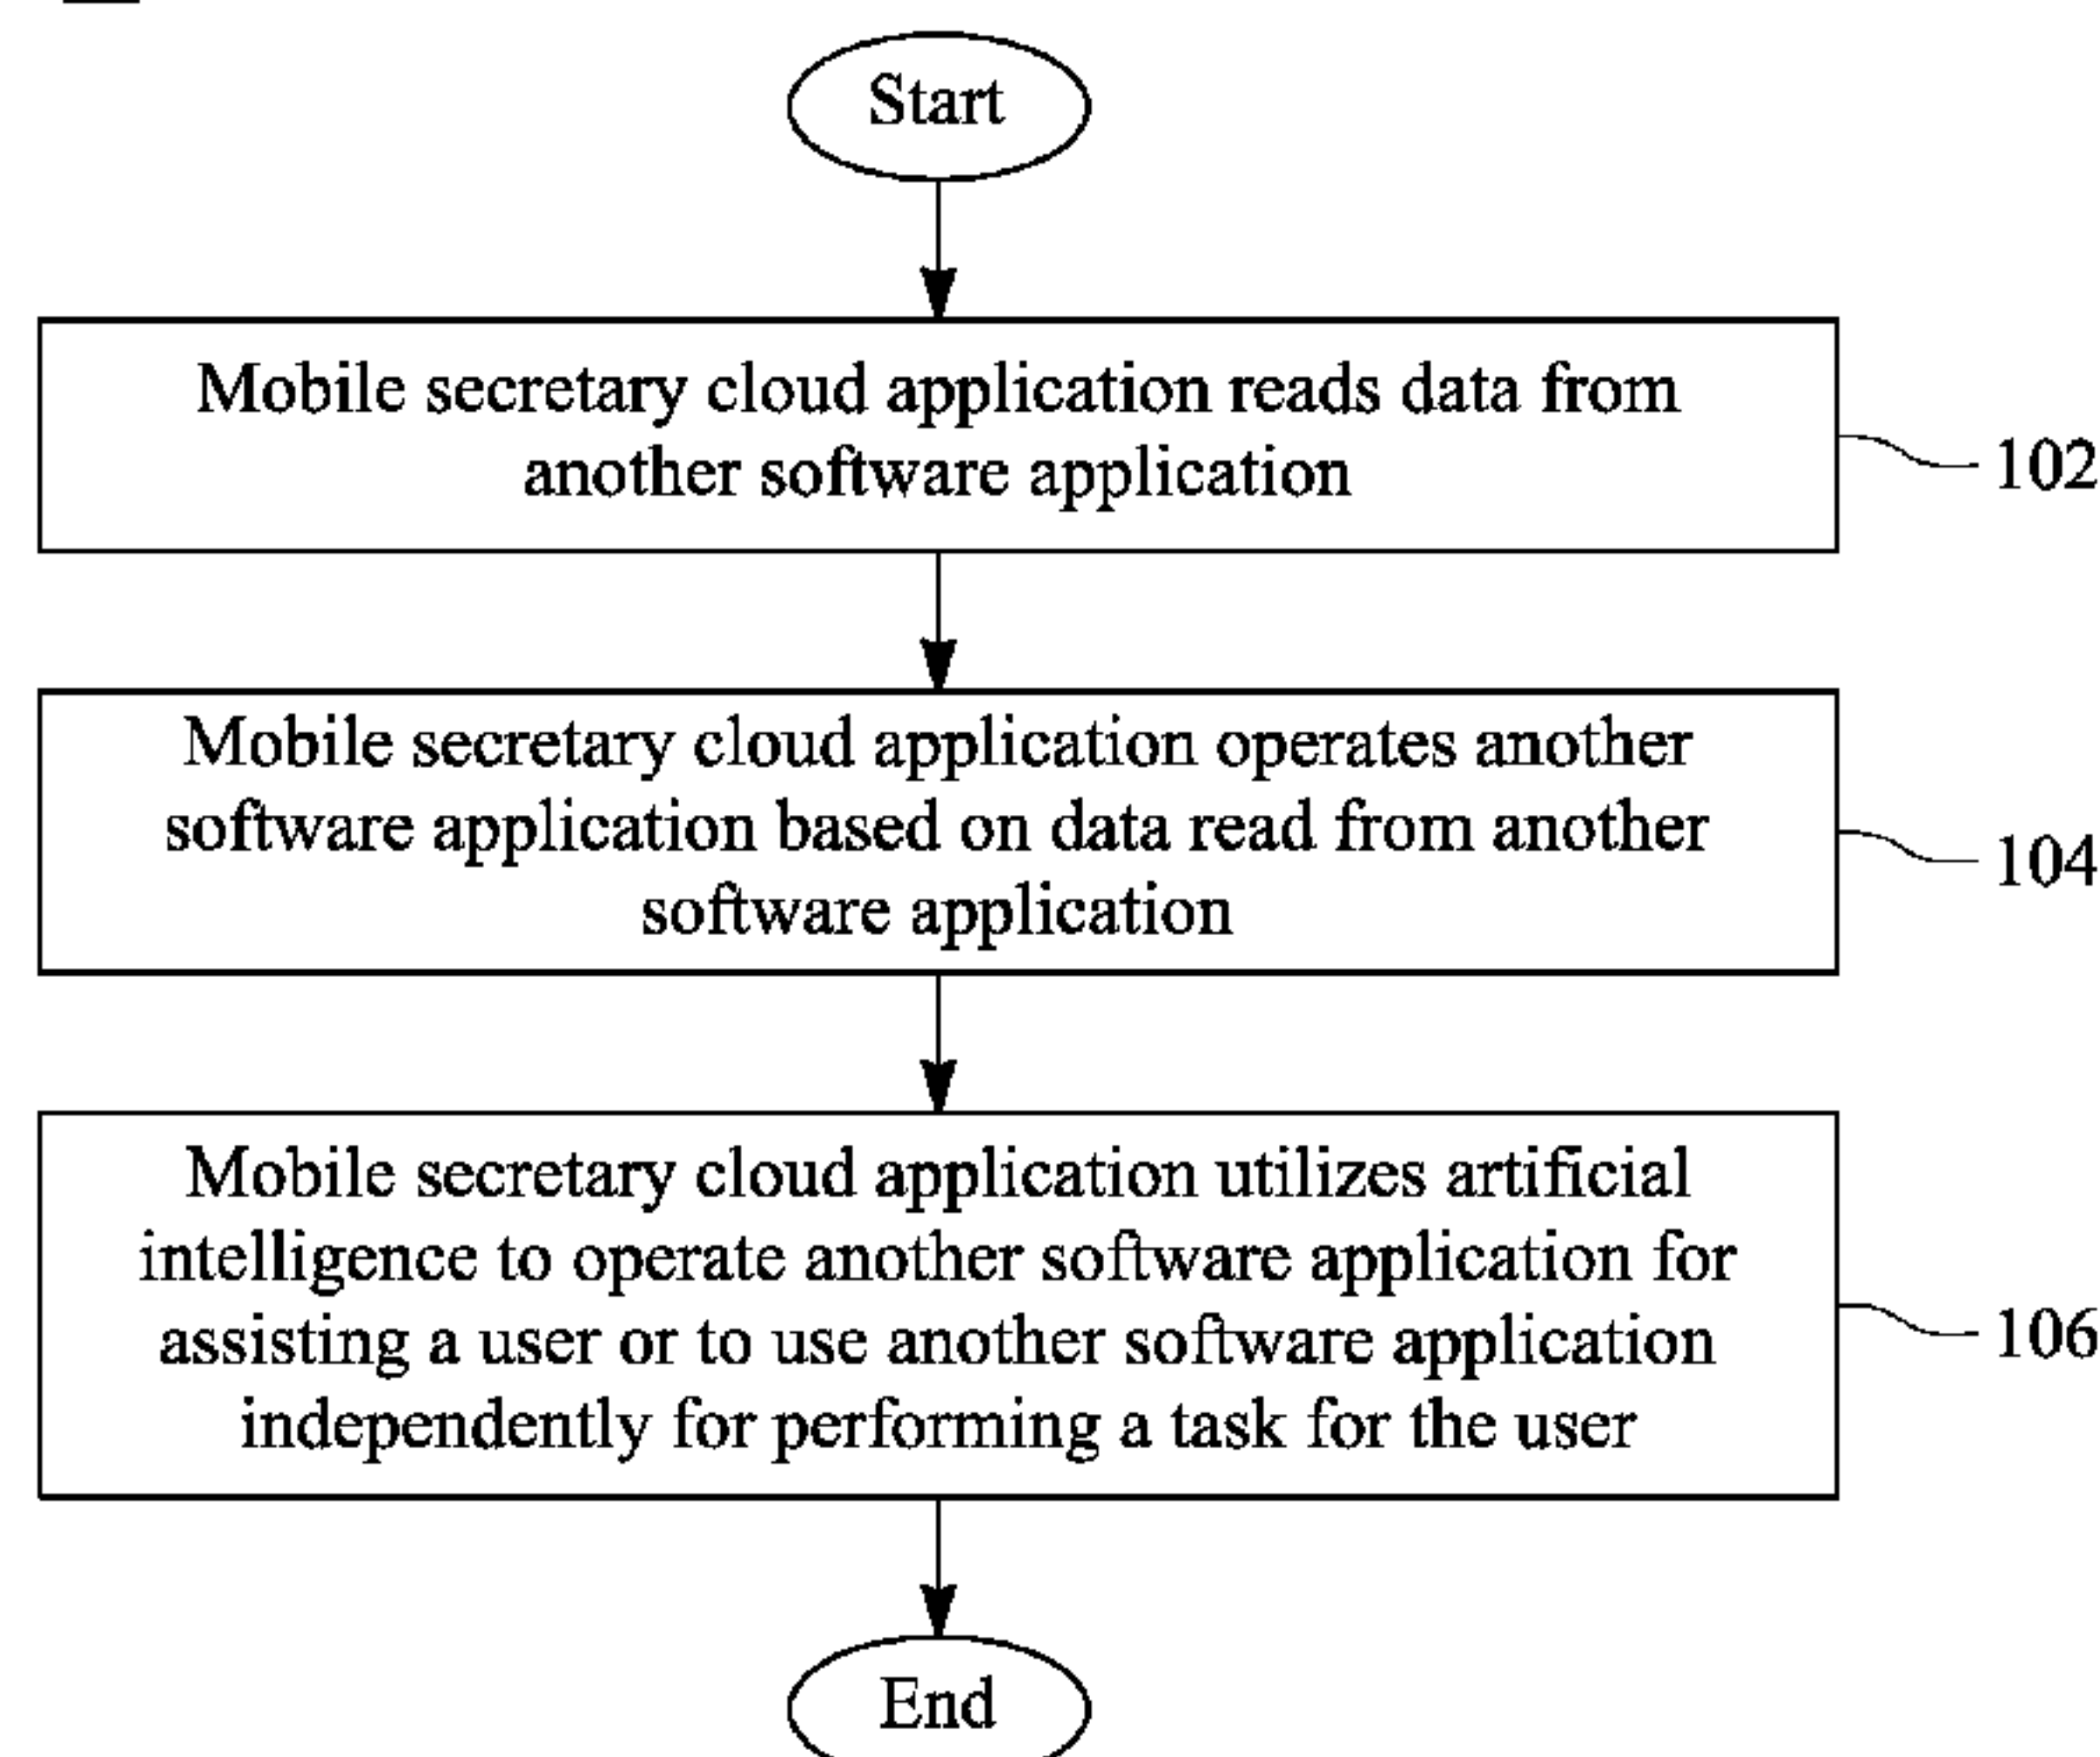 Start
Mobile secretary cloud application reads data from
another software application
102
Mobile secretary cloud application operates another
software application based on data read from another
software application
104
Mobile secretary cloud application utilizes artificial
intelligence to operate another software application for
assisting a user or to use another software application
independently for performing a task for the user
106
End